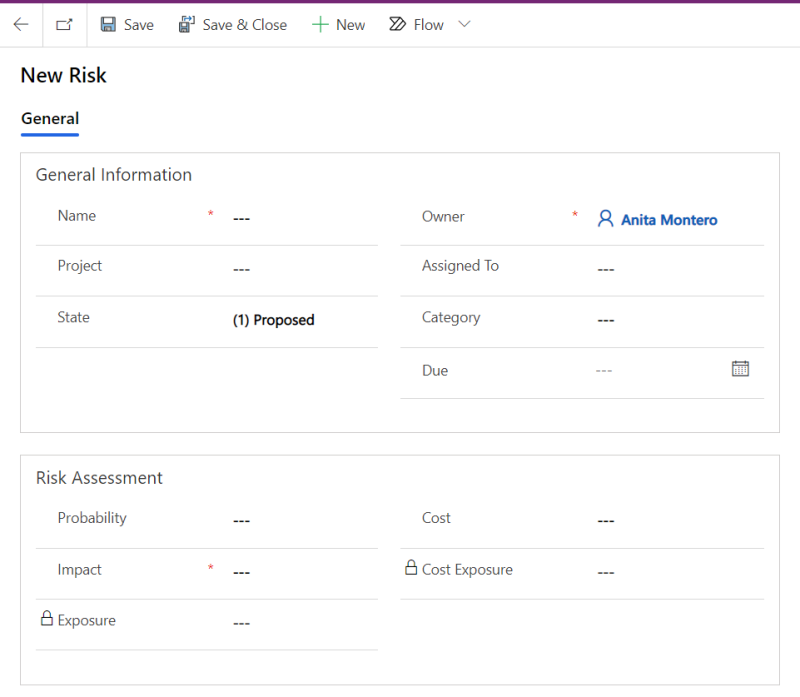 Save Save & Close New Flow
New Risk
General
General Information
Name * ---
Owner * Anita Montero
Project ---
Assigned To ---
State (1) Proposed
Category ---
Due ---
Risk Assessment
Probability ---
Cost ---
Impact * ---
Cost Exposure ---
Exposure ---